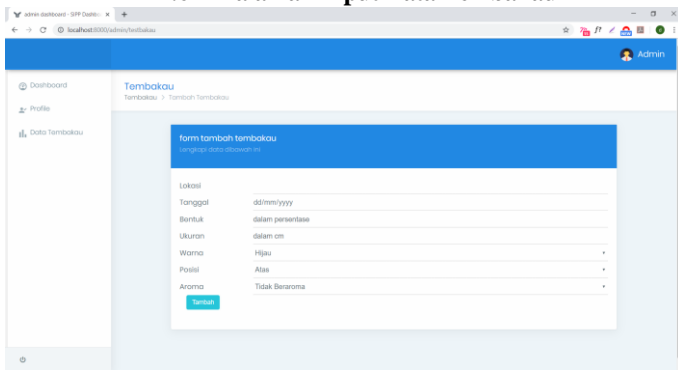 admin dashboard - SIPP Dashbo
localhost:8000/admin/tembakau
Admin
Dashboard
Profile
Data Tembakau
Tembakau
Tembakau > Tambah Tembakau
form tambah tembakau
Lengkapi data dibawah ini
Lokasi
Tanggal dd/mm/yyyy
Bentuk dalam persentase
Ukuran dalam cm
Warna Hijau
Posisi Atas
Aroma Tidak Beraroma
Tambah